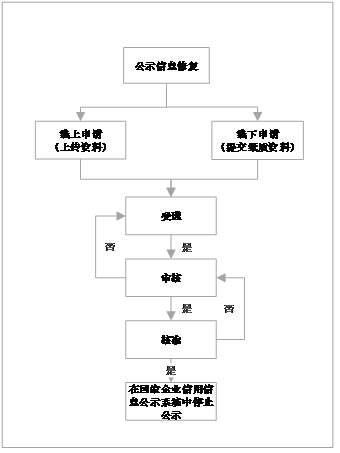 公示信息修复
线上申请
（上传资料）
线下申请
（提交纸质资料）
受理
否
是
审核
是
否
核准
是
在国家企业信用信
息公示系统中停止
公示